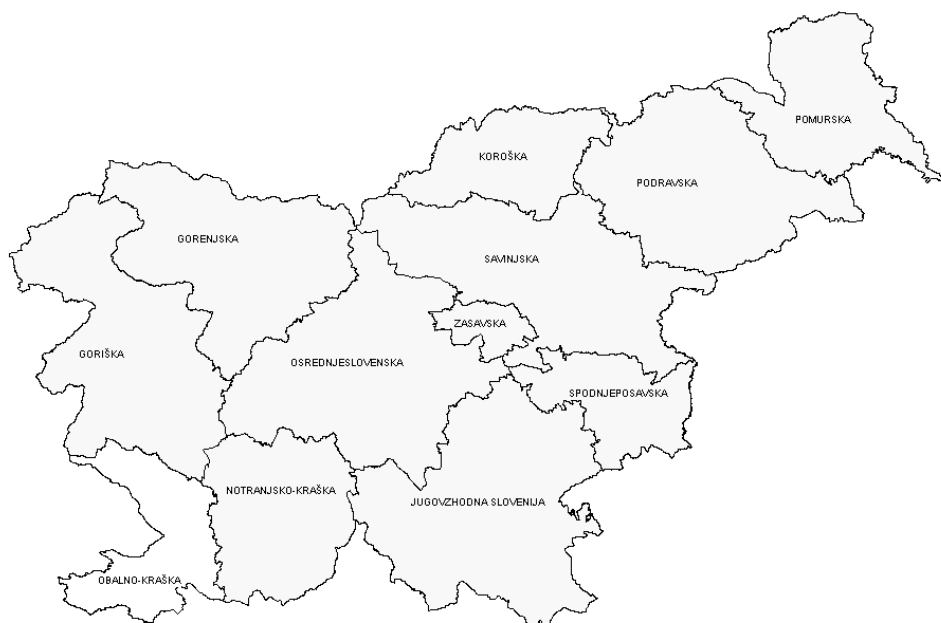 POMURSKA
KOROŠKA
PODRAVSKA
GORENJSKA
SAVINJSKA
ZASAVSKA
GORIŠKA
OSREDNJESLOVENSKA
SPODNJEPOSAVSKA
NOTRANJSKO-KRAŠKA
JUGOVZHODNA SLOVENIJA
OBALNO-KRAŠKA